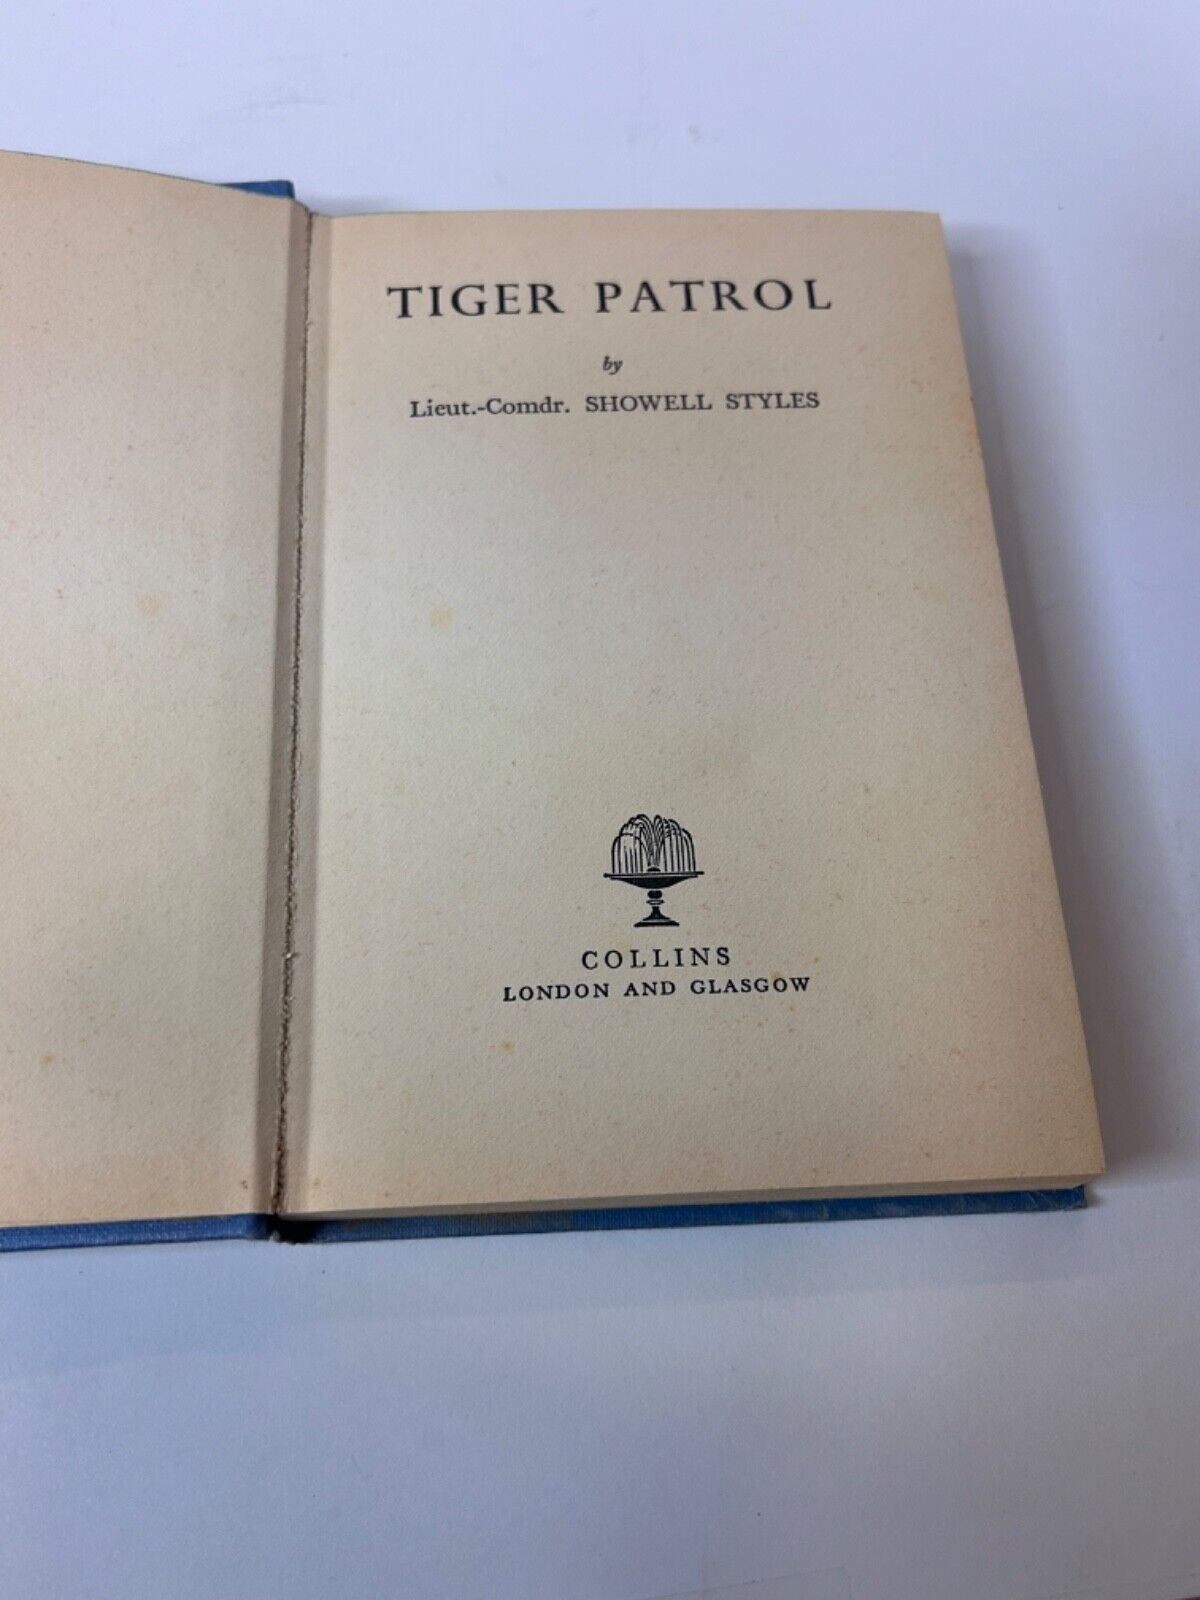 TIGER PATROL
by
Lieut.-Comdr. SHOWELL STYLES
COLLINS
LONDON AND GLASGOW